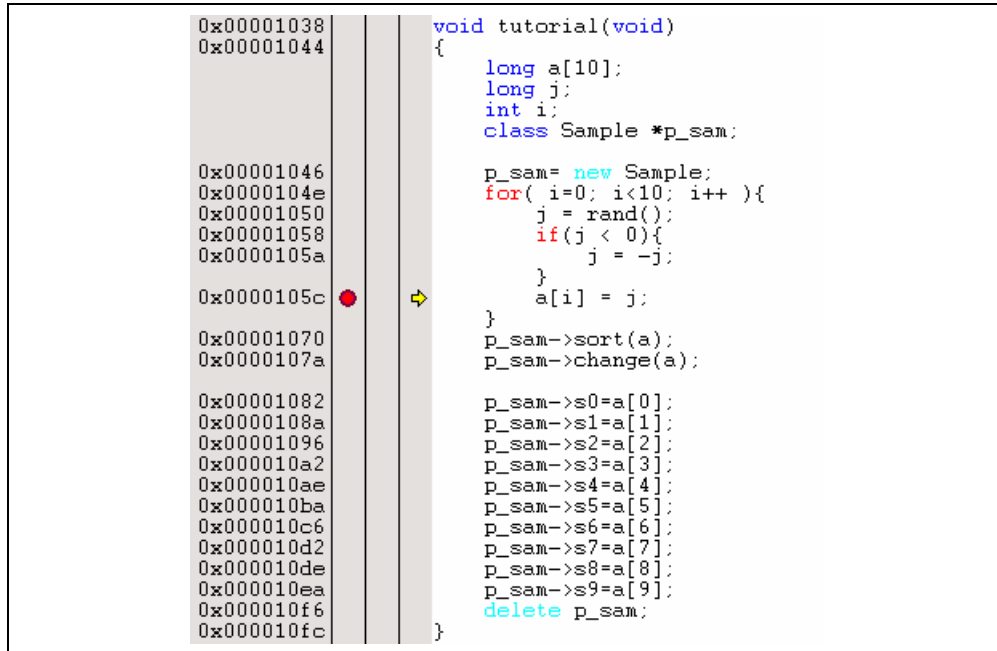 0x00001038 void tutorial(void)
0x00001044 {
long a[10];
long j;
int i;
class Sample *p_sam;
0x00001046 p_sam= new Sample;
0x0000104e for( i=0; i<10; i++ ){
0x00001050 j = rand();
0x00001058 if(j < 0){
0x0000105a j = -j;
}
0x0000105c a[i] = j;
}
0x00001070 p_sam->sort(a);
0x0000107a p_sam->change(a);
0x00001082 p_sam->s0=a[0];
0x0000108a p_sam->s1=a[1];
0x00001096 p_sam->s2=a[2];
0x000010a2 p_sam->s3=a[3];
0x000010ae p_sam->s4=a[4];
0x000010ba p_sam->s5=a[5];
0x000010c6 p_sam->s6=a[6];
0x000010d2 p_sam->s7=a[7];
0x000010de p_sam->s8=a[8];
0x000010ea p_sam->s9=a[9];
0x000010f6 delete p_sam;
0x000010fc }